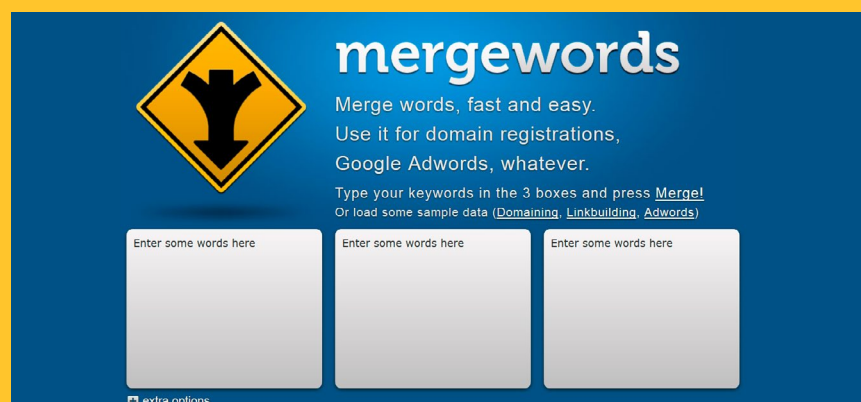 mergewords
Merge words, fast and easy.
Use it for domain registrations,
Google Adwords, whatever.
Type your keywords in the 3 boxes and press Merge!
Or load some sample data (Domaining, Linkbuilding, Adwords)
Enter some words here
Enter some words here
Enter some words here
extra options